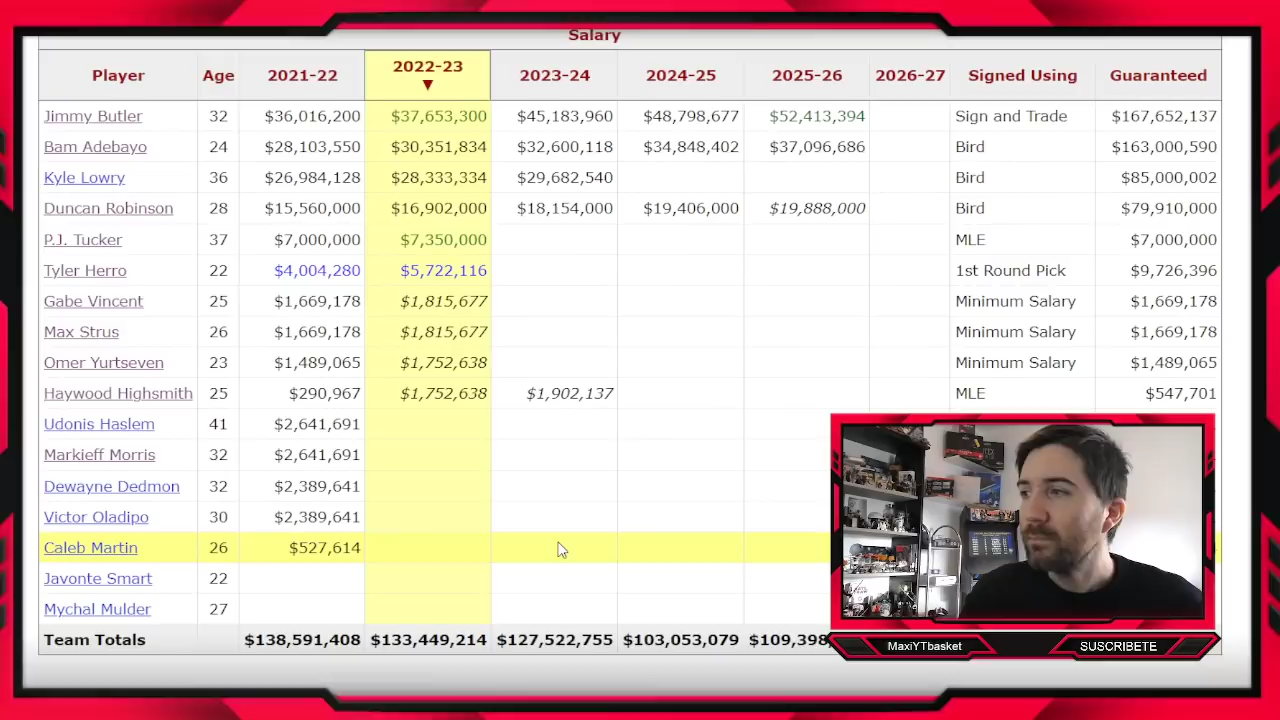 Salary
Player Age 2021-22 2022-23 2023-24 2024-25 2025-26 2026-27 Signed Using Guaranteed
▼
Jimmy Butler 32 $36,016,200 $37,653,300 $45,183,960 $48,798,677 $52,413,394 Sign and Trade $167,652,137
Bam Adebayo 24 $28,103,550 $30,351,834 $32,600,118 $34,848,402 $37,096,686 Bird $163,000,590
Kyle Lowry 36 $26,984,128 $28,333,334 $29,682,540 Bird $85,000,002
Duncan Robinson 28 $15,560,000 $16,902,000 $18,154,000 $19,406,000 $19,888,000 Bird $79,910,000
P.J. Tucker 37 $7,000,000 $7,350,000 MLE $7,000,000
Tyler Herro 22 $4,004,280 $5,722,116 1st Round Pick $9,726,396
Gabe Vincent 25 $1,669,178 $1,815,677 Minimum Salary $1,669,178
Max Strus 26 $1,669,178 $1,815,677 Minimum Salary $1,669,178
Omer Yurtseven 23 $1,489,065 $1,752,638 Minimum Salary $1,489,065
Haywood Highsmith 25 $290,967 $1,752,638 $1,902,137 MLE $547,701
Udonis Haslem 41 $2,641,691
Markieff Morris 32 $2,641,691
Dewayne Dedmon 32 $2,389,641
Victor Oladipo 30 $2,389,641
Caleb Martin 26 $527,614
Javonte Smart 22
Mychal Mulder 27
Team Totals $138,591,408 $133,449,214 $127,522,755 $103,053,079 $109,398,
MaxiYTbasket SUSCRIBETE